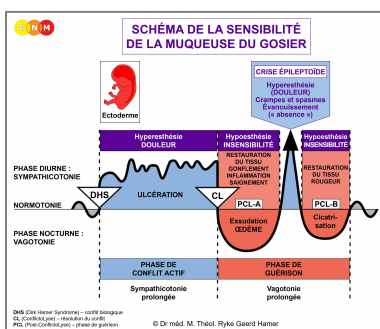 GNM
SCHÉMA DE LA SENSIBILITÉ
DE LA MUQUEUSE DU GOSIER
CRISE ÉPILEPTOÏDE
Hyperesthésie
(DOULEUR)
Crampes et spasmes
Évanouissement
(« absence »)
Ectoderme
Hyperesthésie
DOULEUR
Hypoesthésie
INSENSIBILITÉ
Hypoesthésie
INSENSIBILITÉ
RESTAURATION
DU TISSU
GONFLEMENT
INFLAMMATION
SAIGNEMENT
RESTAURATION
DU TISSU
ROUGEUR
PHASE DIURNE :
SYMPATHICOTONIE
DHS
ULCÉRATION
CL
NORMOTONIE
PCL-A
PCL-B
Exsudation
ŒDÉME
Cicatri-
sation
PHASE NOCTURNE :
VAGOTONIE
PHASE DE
CONFLIT ACTIF
PHASE DE
GUÉRISON
Sympathicotonie
prolongée
Vagotonie
prolongée
DHS (Dirk Hamer Syndrome) – conflit biologique
CL (ConflictoLyse) – résolution du conflit
PCL (Post-ConflictoLyse) – phase de guérison
© Dr méd. M. Théol. Ryke Geerd Hamer